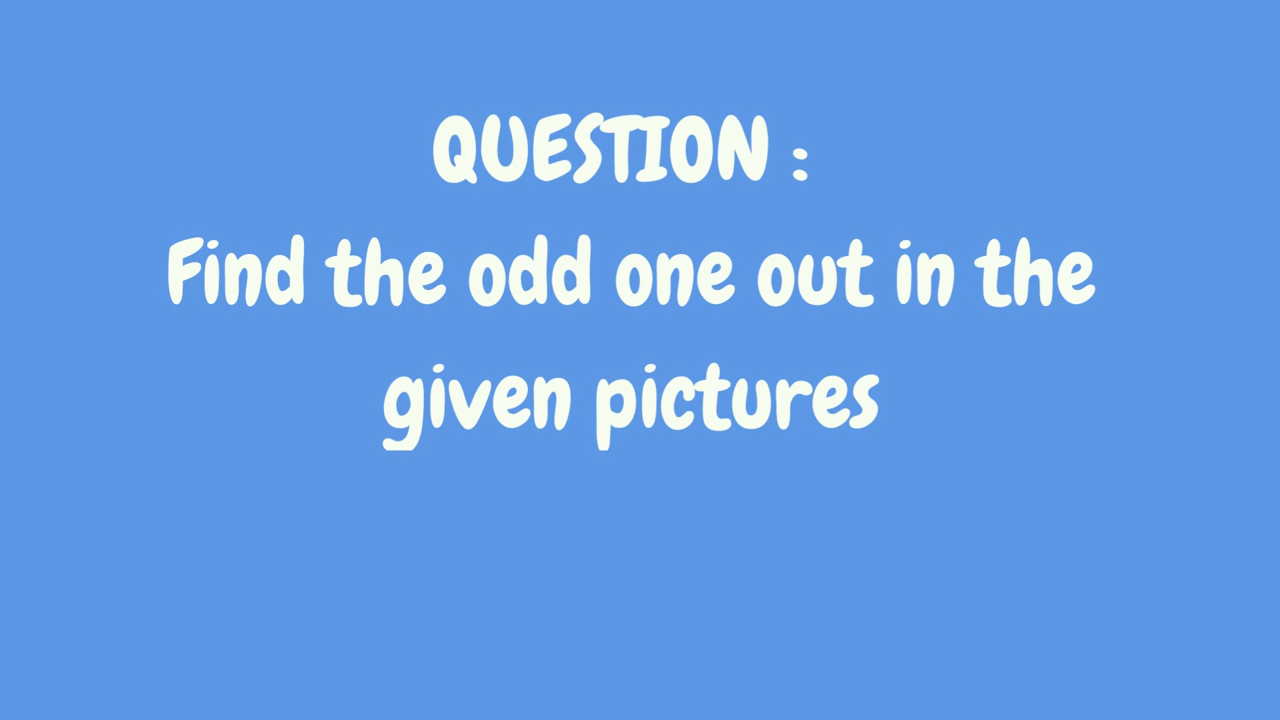 QUESTION :
Find the odd one out in the
given pictures